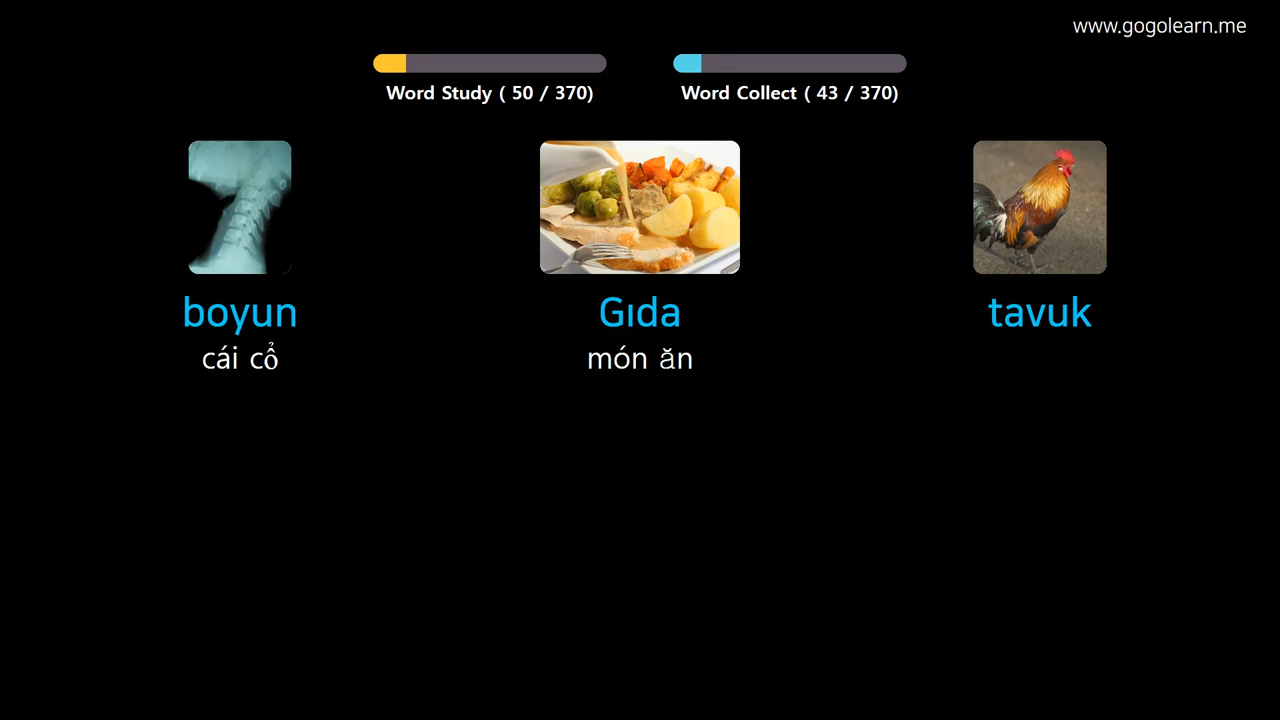 www.gogolearn.me
Word Study ( 50 / 370)
Word Collect ( 43 / 370)
boyun
Gıda
tavuk
cái cổ
món ăn